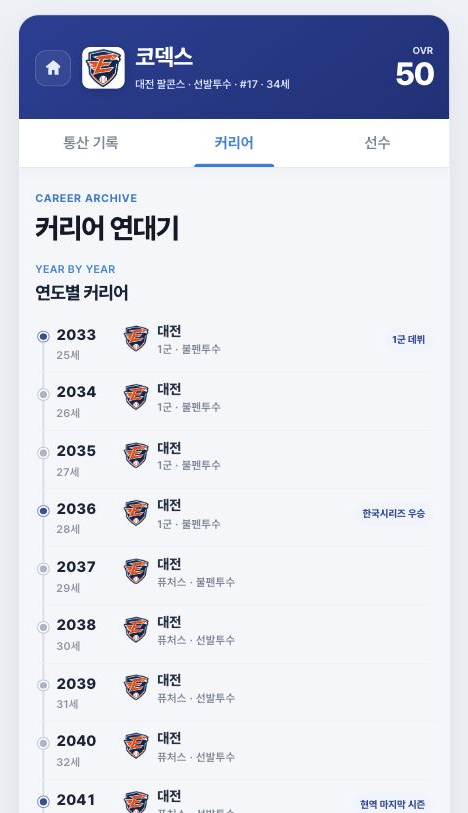 코덱스
대전 팔콘스 · 선발투수 · #17 · 34세
OVR
50
통산 기록
커리어
선수
CAREER ARCHIVE
커리어 연대기
YEAR BY YEAR
연도별 커리어
2033
25세
대전
1군 · 불펜투수
1군 데뷔
2034
26세
대전
1군 · 불펜투수
2035
27세
대전
1군 · 불펜투수
2036
28세
대전
1군 · 불펜투수
한국시리즈 우승
2037
29세
대전
퓨처스 · 불펜투수
2038
30세
대전
퓨처스 · 선발투수
2039
31세
대전
퓨처스 · 선발투수
2040
32세
대전
퓨처스 · 선발투수
2041
대전
퓨처스 · 선발투수
현역 마지막 시즌